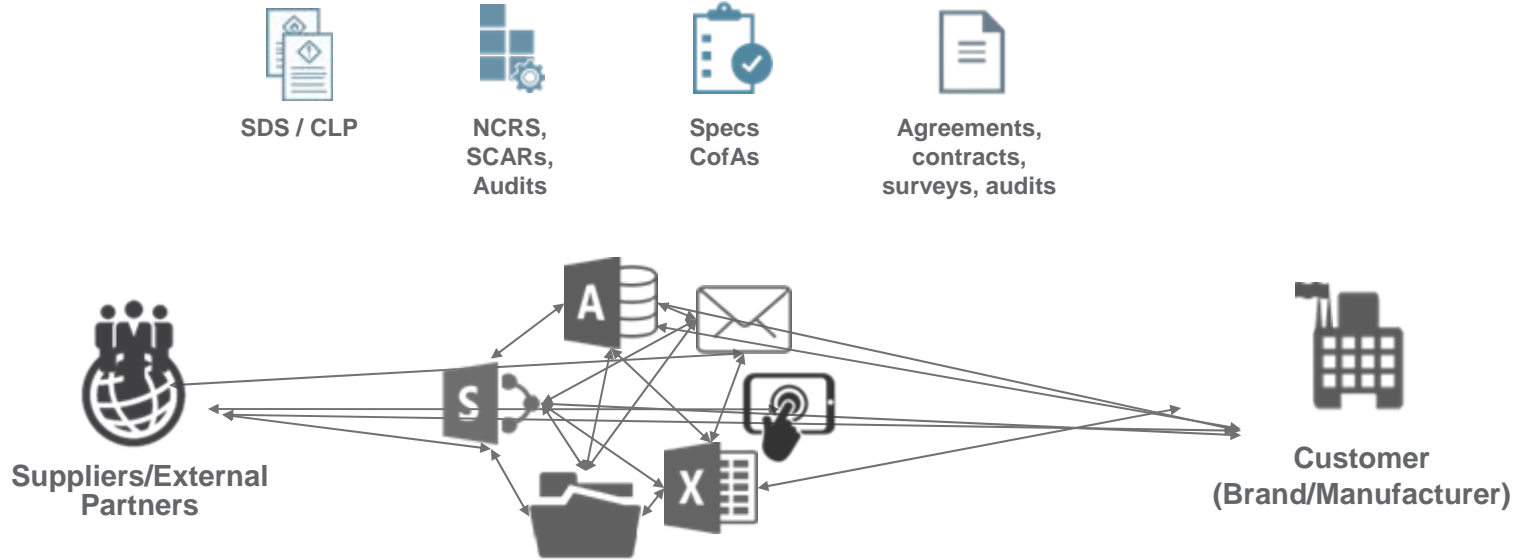 SDS / CLP
NCRS,
SCARs,
Audits
Specs
CofAs
Agreements,
contracts,
surveys, audits
A
S
X
Suppliers/External
Partners
Customer
(Brand/Manufacturer)